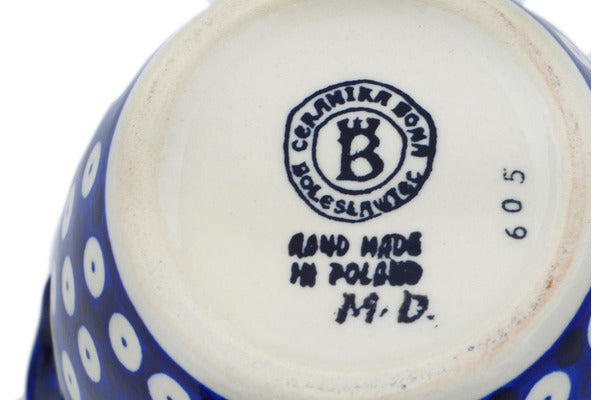 CERAMIKA BONA
B
BOLESŁAWIEC
HAND MADE
IN POLAND
M.D.
605